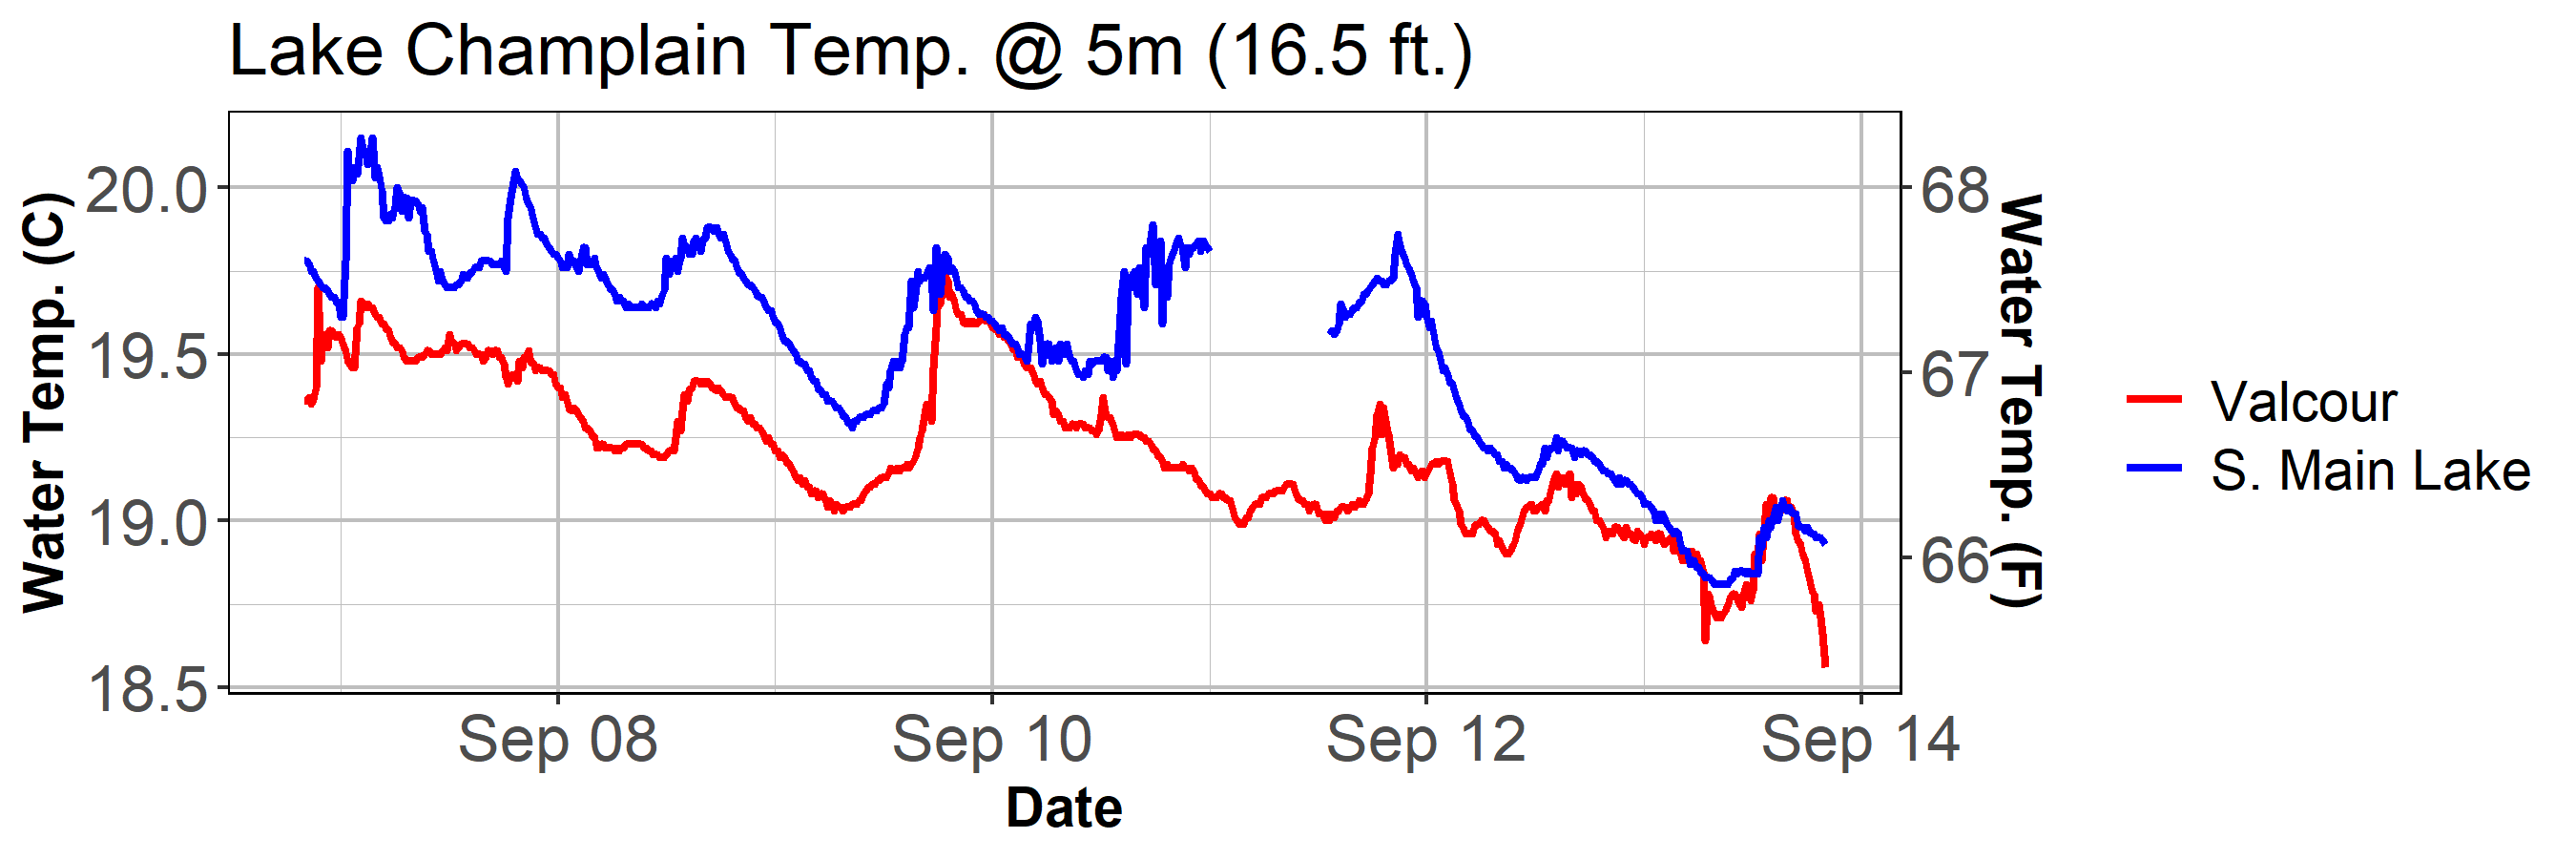 Lake Champlain Temp. @ 5m (16.5 ft.)
Water Temp. (C)
20.0
19.5
19.0
18.5
68
67
66
Water Temp. (F)
Sep 08
Sep 10
Sep 12
Sep 14
Date
Valcour
S. Main Lake